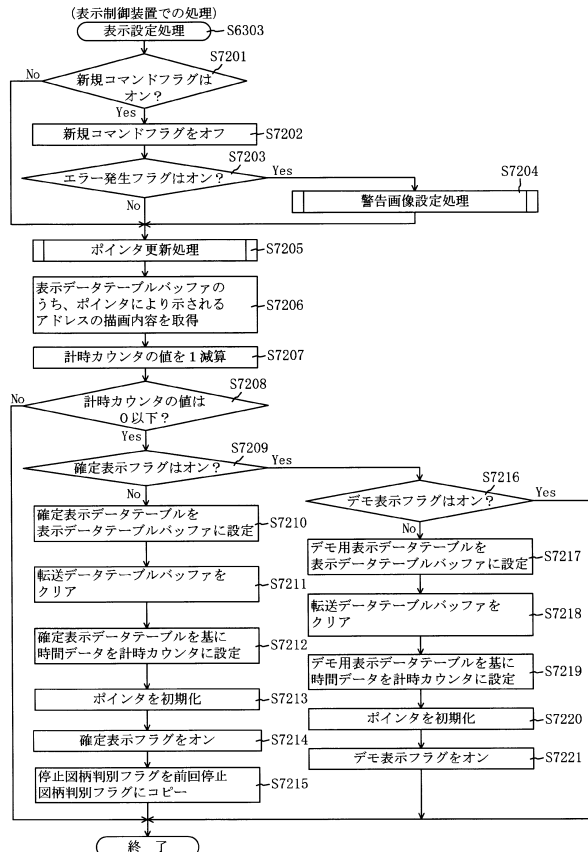 (表示制御装置での処理)
表示設定処理
S6303
S7201
新規コマンドフラグは
オン？
No
Yes
新規コマンドフラグをオフ
S7202
S7203
エラー発生フラグはオン？
Yes
No
S7204
警告画像設定処理
ポインタ更新処理
S7205
表示データテーブルバッファの
うち、ポインタにより示される
アドレスの描画内容を取得
S7206
計時カウンタの値を１減算
S7207
S7208
計時カウンタの値は
０以下？
No
Yes
S7209
確定表示フラグはオン？
Yes
No
確定表示データテーブルを
表示データテーブルバッファに設定
S7210
転送データテーブルバッファを
クリア
S7211
確定表示データテーブルを基に
時間データを計時カウンタに設定
S7212
ポインタを初期化
S7213
確定表示フラグをオン
S7214
停止図柄判別フラグを前回停止
図柄判別フラグにコピー
S7215
S7216
デモ表示フラグはオン？
Yes
No
デモ用表示データテーブルを
表示データテーブルバッファに設定
S7217
転送データテーブルバッファを
クリア
S7218
デモ用表示データテーブルを基に
時間データを計時カウンタに設定
S7219
ポインタを初期化
S7220
デモ表示フラグをオン
S7221
終　了